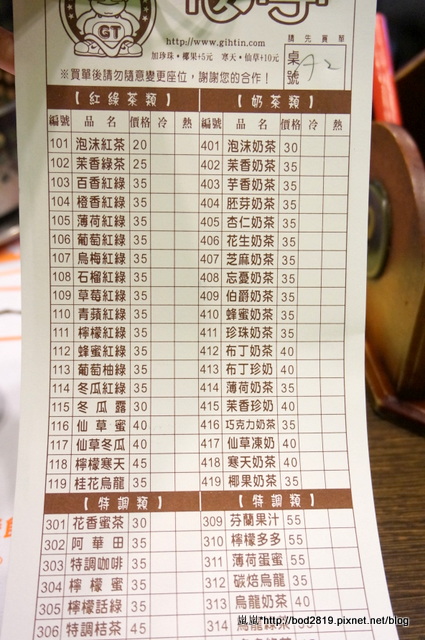 GT
http://www.gihtin.com
加珍珠・椰果+5元 寒天・仙草+10元
請先買單
桌號 A2
※買單後請勿隨意變更座位，謝謝您的合作！
【紅綠茶類】 【奶茶類】
編號 品名 價格 冷 熱 編號 品名 價格 冷 熱
101 泡沫紅茶 20 401 泡沫奶茶 30
102 茉香綠茶 25 402 茉香奶茶 35
103 百香紅綠 35 403 芋香奶茶 35
104 橙香紅綠 35 404 胚芽奶茶 35
105 薄荷紅綠 35 405 杏仁奶茶 35
106 葡萄紅綠 35 406 花生奶茶 35
107 烏梅紅綠 35 407 芝麻奶茶 35
108 石榴紅綠 35 408 忘憂奶茶 35
109 草莓紅綠 35 409 伯爵奶茶 35
110 青蘋紅綠 35 410 蜂蜜奶茶 35
111 檸檬紅綠 35 411 珍珠奶茶 35
112 蜂蜜紅綠 35 412 布丁奶茶 40
113 葡萄柚綠 35 413 布丁珍奶 40
114 冬瓜紅綠 35 414 薄荷奶茶 35
115 冬瓜露 30 415 茉香珍奶 40
116 仙草蜜 40 416 巧克力奶茶 35
117 仙草冬瓜 40 417 仙草凍奶 40
118 檸檬寒天 45 418 寒天奶茶 40
119 桂花烏龍 35 419 椰果奶茶 35
【特調類】 【特調類】
301 花香蜜茶 30 309 芬蘭果汁 55
302 阿華田 35 310 檸檬多多 55
303 特調咖啡 35 311 薄荷蛋蜜 55
304 檸檬蜜 35 312 碳焙烏龍 35
305 檸檬話綠 35 313 烏龍奶茶 40
306 特調桔茶 45 314
嵐嵐*http://bod2819.pixnet.net/blog